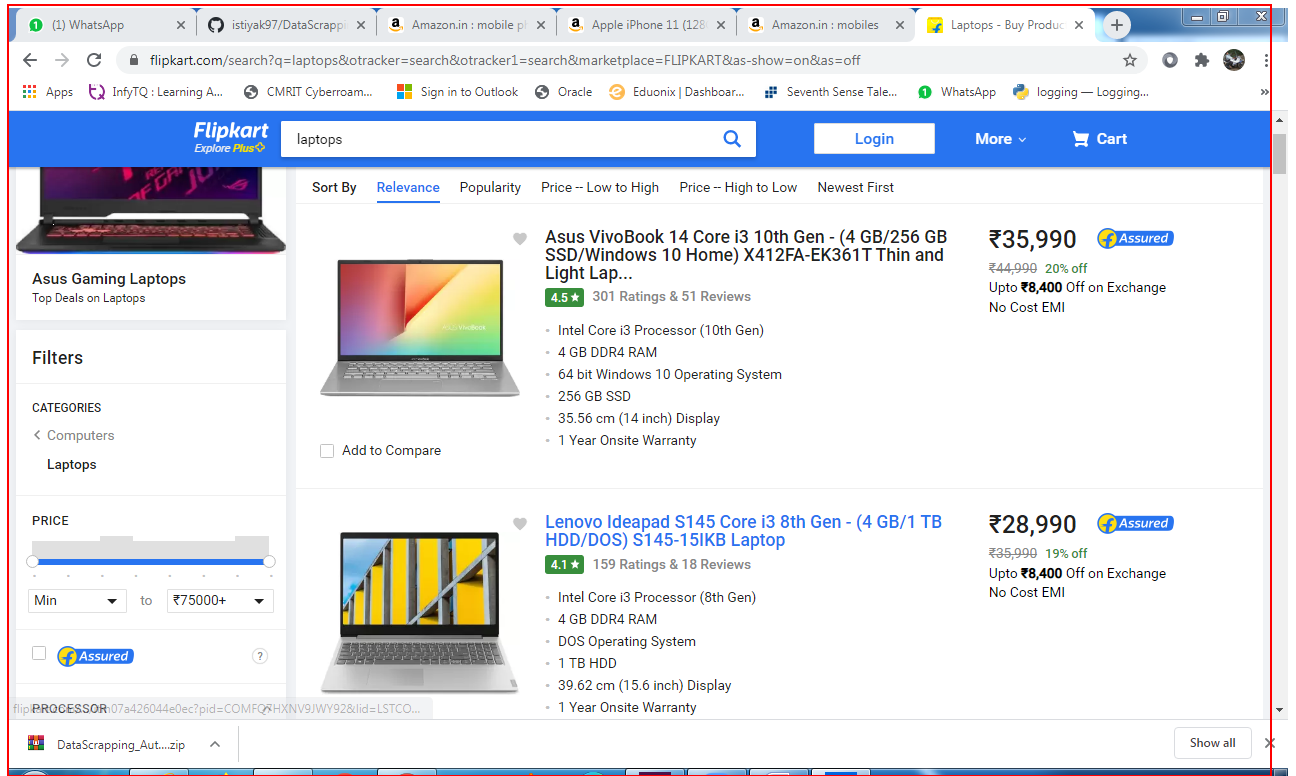 (1) WhatsApp
istiyak97/DataScrappi
Amazon.in : mobile ph
Apple iPhone 11 (128
Amazon.in : mobiles
Laptops - Buy Produc
flipkart.com/search?q=laptops&otracker=search&otracker1=search&marketplace=FLIPKART&as-show=on&as=off
Apps
InfyTQ : Learning A...
CMRIT Cyberroam...
Sign in to Outlook
Oracle
Eduonix | Dashboar...
Seventh Sense Tale...
WhatsApp
logging — Logging...
Flipkart
Explore Plus
laptops
Login
More
Cart
Asus Gaming Laptops
Top Deals on Laptops
Filters
CATEGORIES
Computers
Laptops
PRICE
Min
to
₹75000+
Assured
?
PROCESSOR
Sort By
Relevance
Popularity
Price -- Low to High
Price -- High to Low
Newest First
Asus VivoBook 14 Core i3 10th Gen - (4 GB/256 GB
SSD/Windows 10 Home) X412FA-EK361T Thin and
Light Lap...
4.5 ★ 301 Ratings & 51 Reviews
Intel Core i3 Processor (10th Gen)
4 GB DDR4 RAM
64 bit Windows 10 Operating System
256 GB SSD
35.56 cm (14 inch) Display
1 Year Onsite Warranty
Add to Compare
₹35,990
Assured
₹44,990 20% off
Upto ₹8,400 Off on Exchange
No Cost EMI
Lenovo Ideapad S145 Core i3 8th Gen - (4 GB/1 TB
HDD/DOS) S145-15IKB Laptop
4.1 ★ 159 Ratings & 18 Reviews
Intel Core i3 Processor (8th Gen)
4 GB DDR4 RAM
DOS Operating System
1 TB HDD
39.62 cm (15.6 inch) Display
1 Year Onsite Warranty
₹28,990
Assured
₹35,990 19% off
Upto ₹8,400 Off on Exchange
No Cost EMI
DataScrapping_Aut....zip
Show all